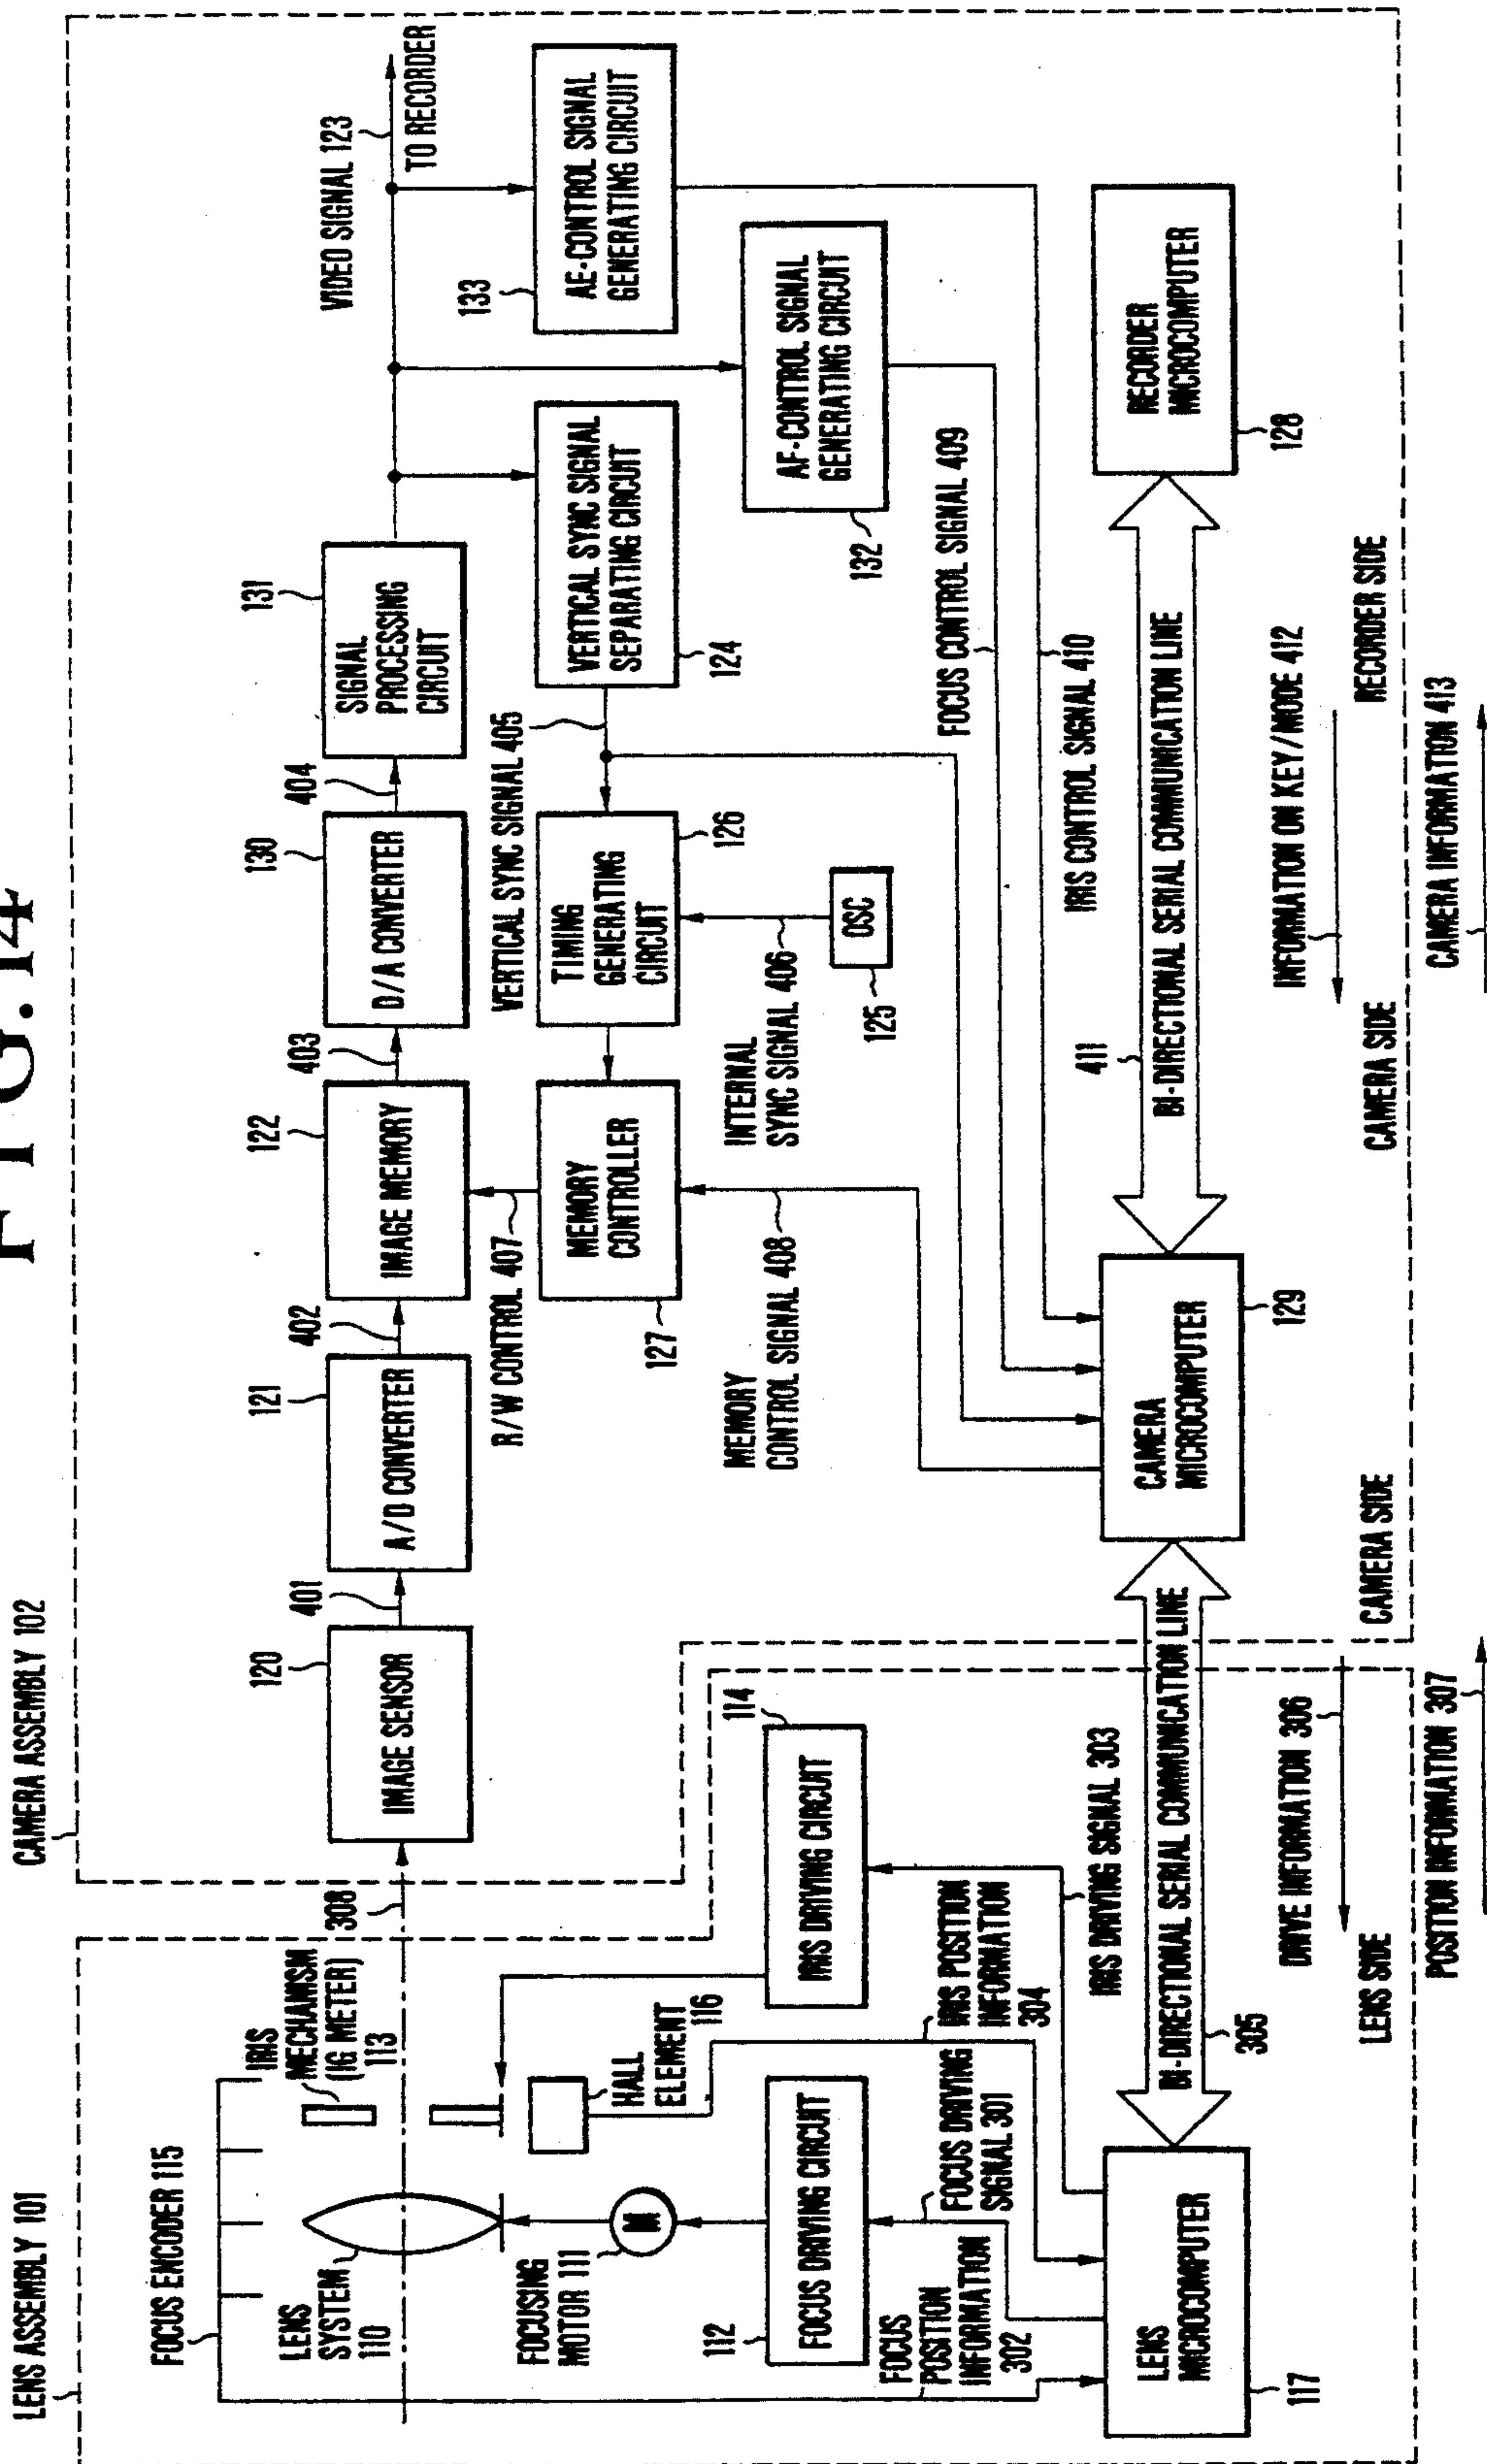 FIG.14
LENS ASSEMBLY 101
CAMERA ASSEMBLY 102
FOCUS ENCODER 115
LENS
SYSTEM
110
IRIS
MECHANISM
(IG METER)
113
308
FOCUSING
MOTOR 111
M
HALL
ELEMENT
116
112
FOCUS DRIVING CIRCUIT
114
IRIS DRIVING CIRCUIT
FOCUS
POSITION
INFORMATION
302
FOCUS DRIVING
SIGNAL 301
IRIS POSITION
INFORMATION
304
IRIS DRIVING SIGNAL 303
LENS
MICROCOMPUTER
117
BI-DIRECTIONAL SERIAL COMMUNICATION LINE
305
DRIVE INFORMATION 306
LENS SIDE
CAMERA SIDE
POSITION INFORMATION 307
120
IMAGE SENSOR
401
121
A/D CONVERTER
402
122
IMAGE MEMORY
403
130
D/A CONVERTER
404
131
SIGNAL
PROCESSING
CIRCUIT
VIDEO SIGNAL 123
TO RECORDER
R/W CONTROL 407
MEMORY
CONTROLLER
127
VERTICAL SYNC SIGNAL 405
TIMING
GENERATING
CIRCUIT
126
VERTICAL SYNC SIGNAL
SEPARATING CIRCUIT
124
133
AE-CONTROL SIGNAL
GENERATING CIRCUIT
MEMORY
CONTROL SIGNAL 408
INTERNAL
SYNC SIGNAL 406
OSC
125
132
AF-CONTROL SIGNAL
GENERATING CIRCUIT
FOCUS CONTROL SIGNAL 409
IRIS CONTROL SIGNAL 410
CAMERA
MICROCOMPUTER
129
411
BI-DIRECTIONAL SERIAL COMMUNICATION LINE
RECORDER
MICROCOMPUTER
128
INFORMATION ON KEY/MODE 412
CAMERA SIDE
RECORDER SIDE
CAMERA INFORMATION 413